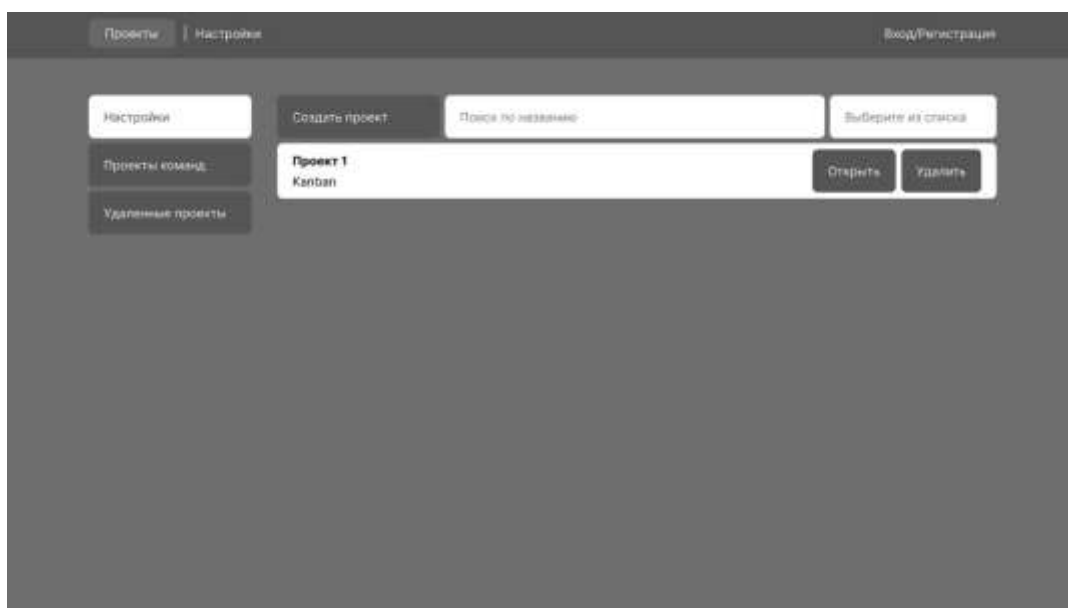 Проекты | Настройки
Вход/Регистрация
Настройки
Проекты команд
Удаленные проекты
Создать проект
Поиск по названию
Выберите из списка
Проект 1
Kanban
Открыть
Удалить